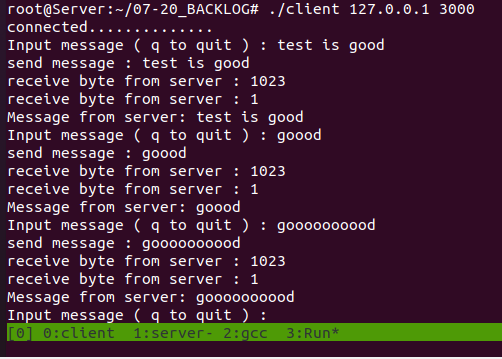 root@Server:~/07-20_BACKLOG# ./client 127.0.0.1 3000
connected..............
Input message ( q to quit ) : test is good
send message : test is good
receive byte from server : 1023
receive byte from server : 1
Message from server: test is good
Input message ( q to quit ) : goood
send message : goood
receive byte from server : 1023
receive byte from server : 1
Message from server: goood
Input message ( q to quit ) : goooooooood
send message : goooooooood
receive byte from server : 1023
receive byte from server : 1
Message from server: goooooooood
Input message ( q to quit ) :
[0] 0:client  1:server- 2:gcc  3:Run*